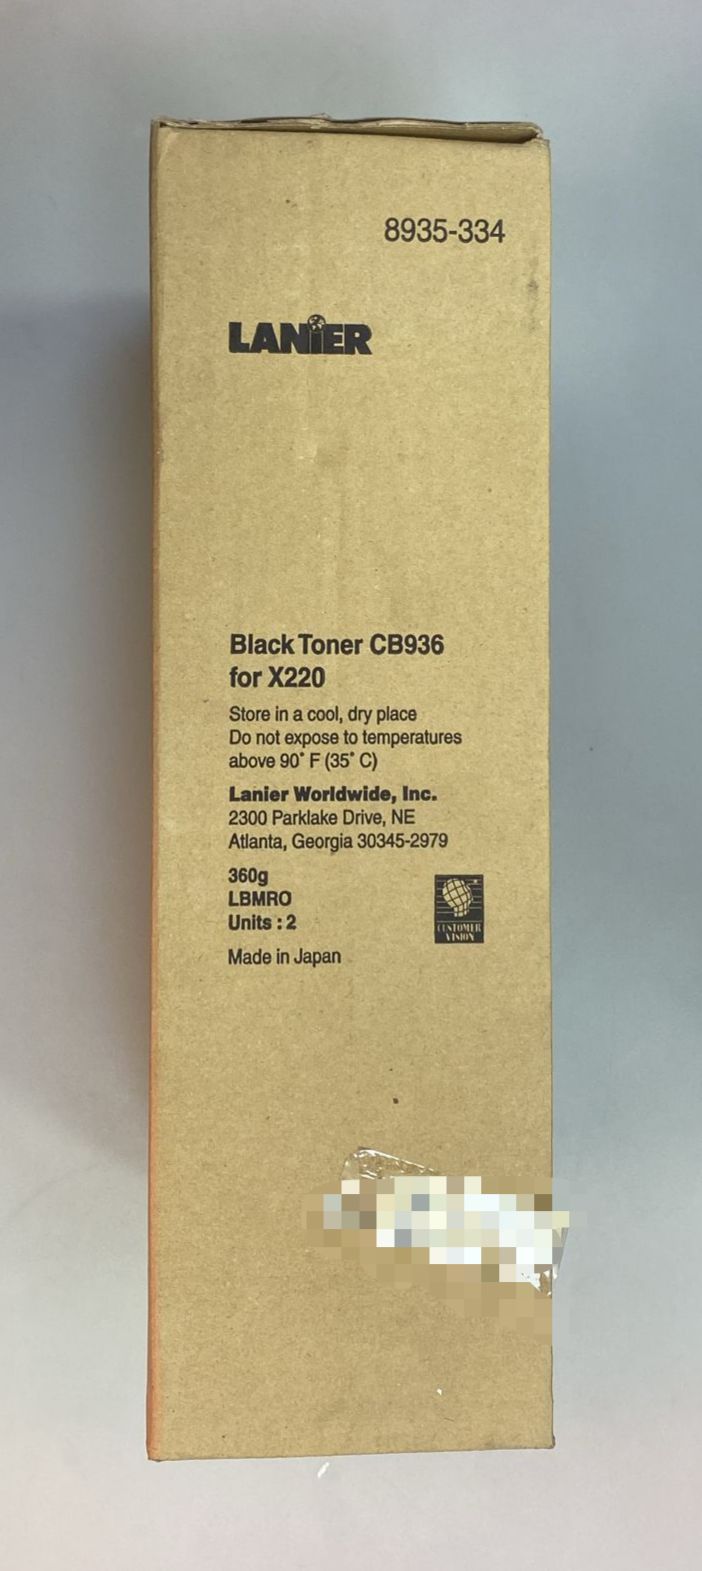 8935-334
LANiER
Black Toner CB936
for X220
Store in a cool, dry place
Do not expose to temperatures
above 90° F (35° C)
Lanier Worldwide, Inc.
2300 Parklake Drive, NE
Atlanta, Georgia 30345-2979
360g
LBMRO
Units : 2
CUSTOMER
VISION
Made in Japan